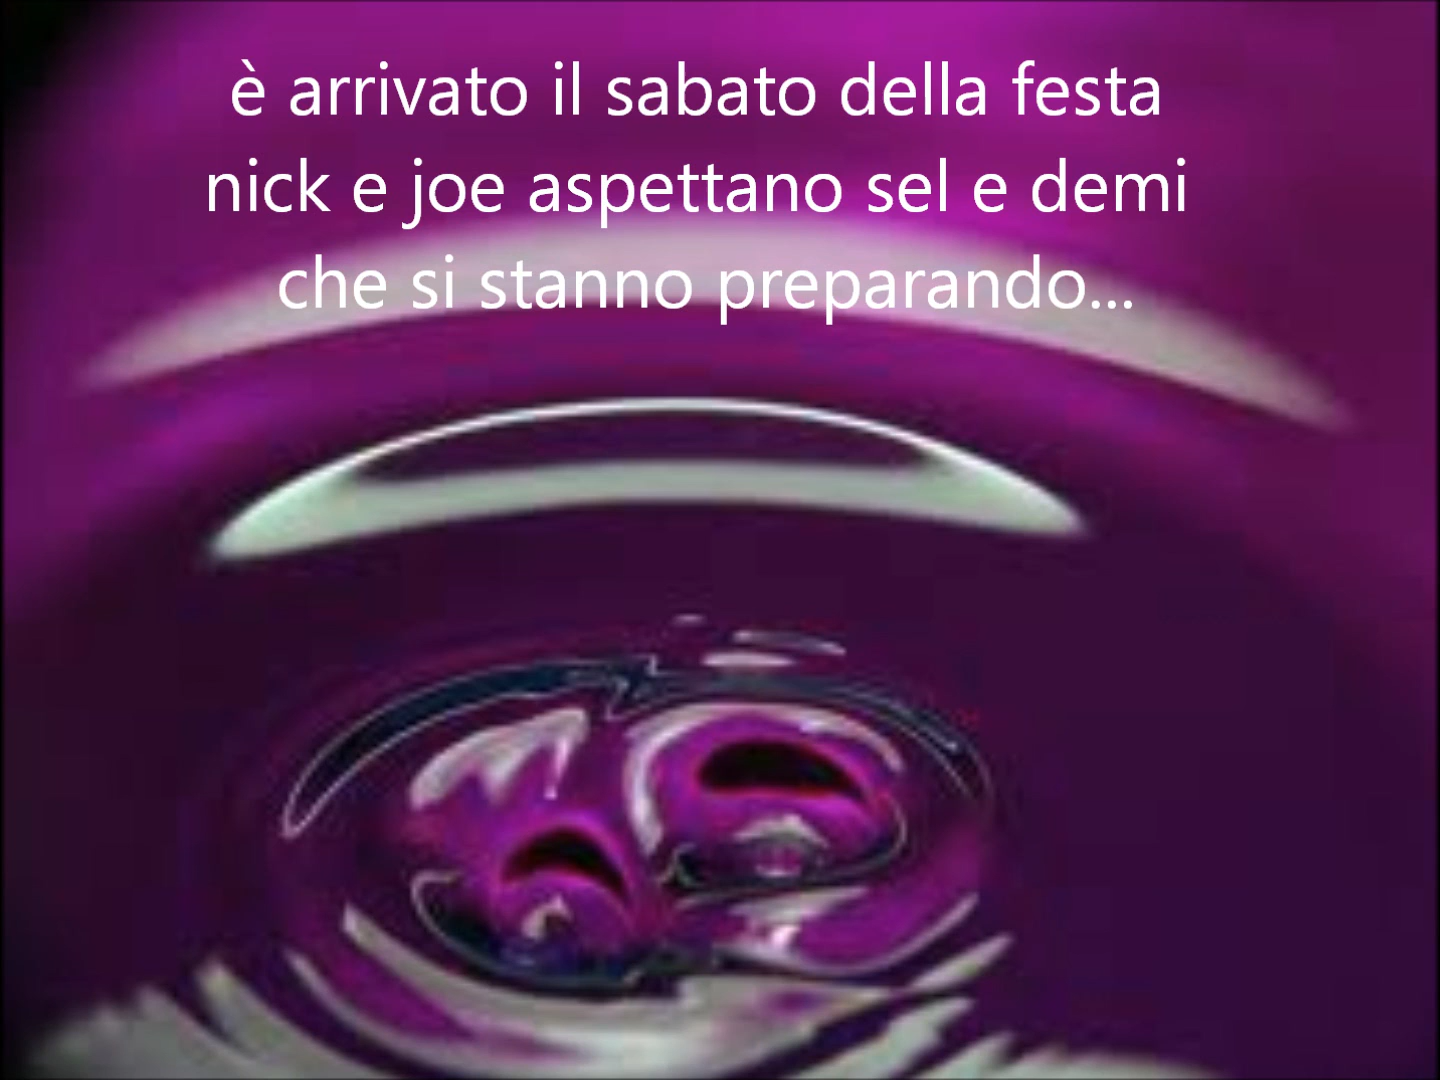 è arrivato il sabato della festa
nick e joe aspettano sel e demi
che si stanno preparando...